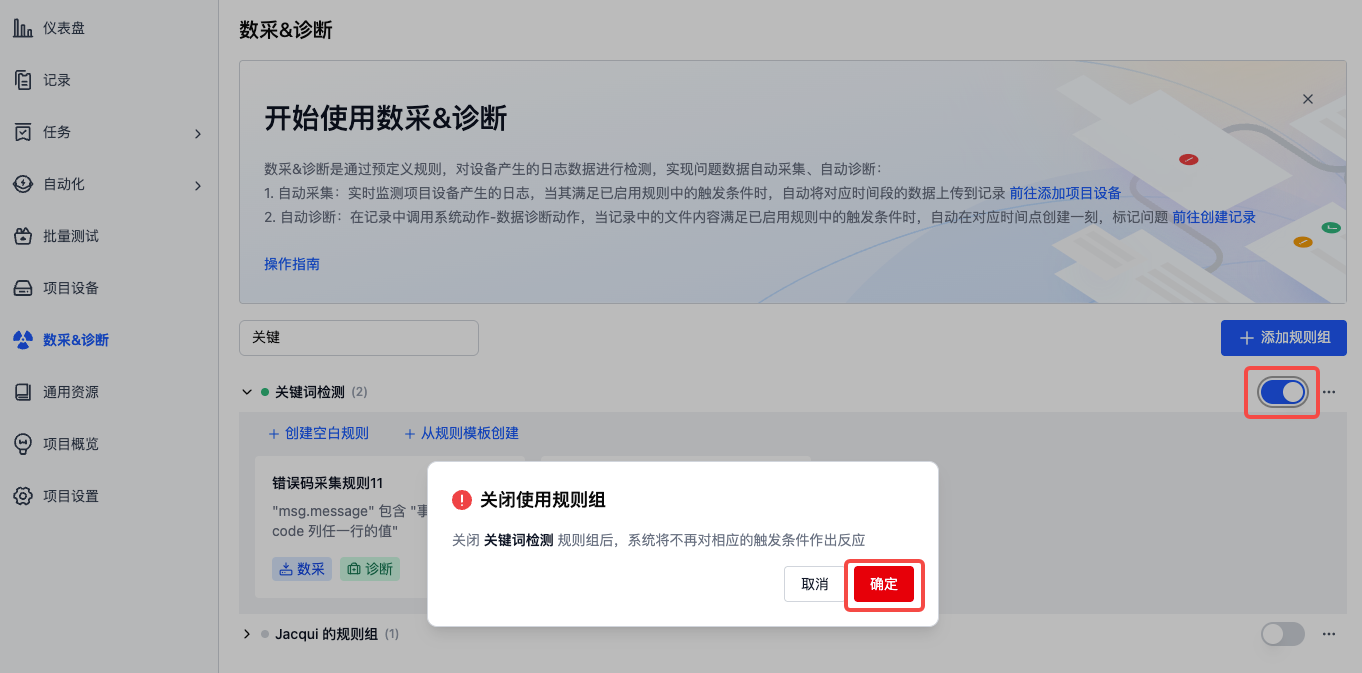 仪表盘
记录
任务
自动化
批量测试
项目设备
数采&诊断
通用资源
项目概览
项目设置
数采&诊断
开始使用数采&诊断
数采&诊断是通过预定义规则，对设备产生的日志数据进行检测，实现问题数据自动采集、自动诊断：
1. 自动采集：实时监测项目设备产生的日志，当其满足已启用规则中的触发条件时，自动将对应时间段的数据上传到记录 前往添加项目设备
2. 自动诊断：在记录中调用系统动作-数据诊断动作，当记录中的文件内容满足已启用规则中的触发条件时，自动在对应时间点创建一刻，标记问题 前往创建记录
操作指南
关键
添加规则组
关键词检测 (2)
创建空白规则 从规则模板创建
错误码采集规则11
"msg.message" 包含 "事
code 列任一行的值"
数采 诊断
关闭使用规则组
关闭 关键词检测 规则组后，系统将不再对相应的触发条件作出反应
取消 确定
Jacqui 的规则组 (1)